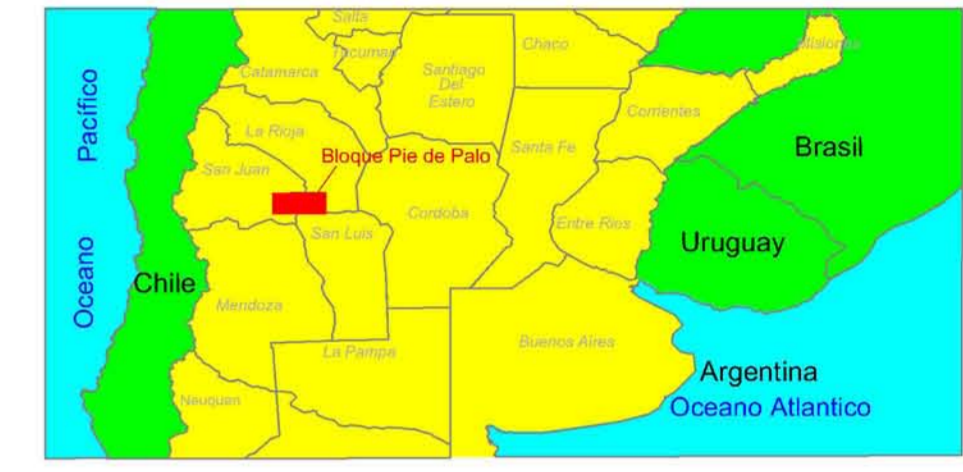 Salta
Tucuman
Chaco
Misiones
Catamarca
Santiago
Del
Estero
Pacífico
Corrientes
La Rioja
Bloque Pie de Palo
Santa Fe
Brasil
San Juan
Cordoba
Entre Rios
San Luis
Uruguay
Oceano
Chile
Mendoza
La Pampa
Buenos Aires
Argentina
Neuquen
Oceano Atlantico